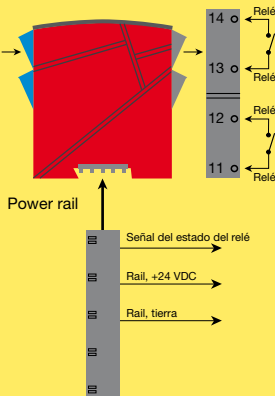 14 Relé
13 Relé
12 Relé
11 Relé
Power rail
Señal del estado del relé
Rail, +24 VDC
Rail, tierra